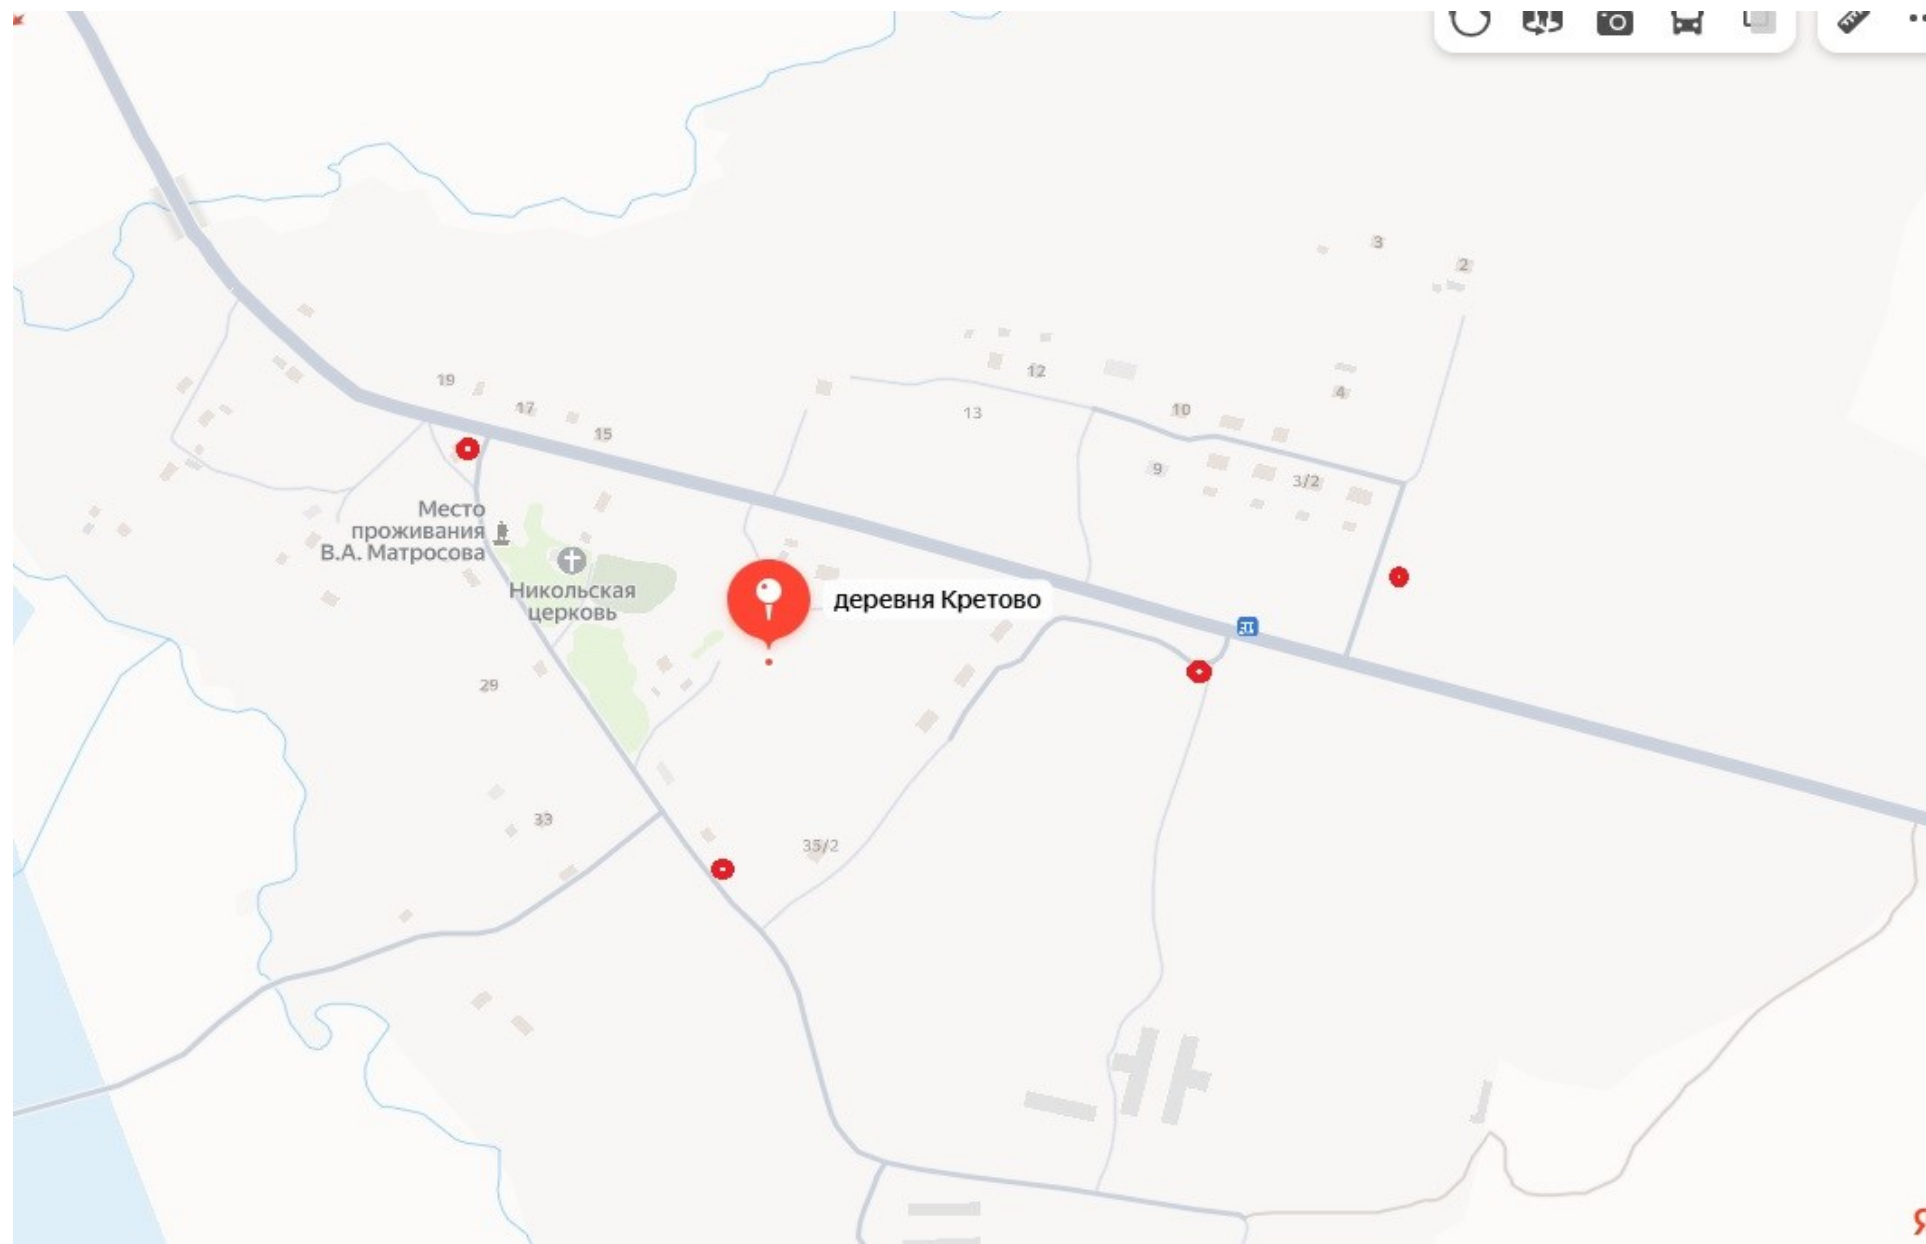 3
2
12
4
19
17
13
10
15
9
3/2
Место
проживания
В.А. Матросова
Никольская
церковь
деревня Кретово
29
33
35/2
Я